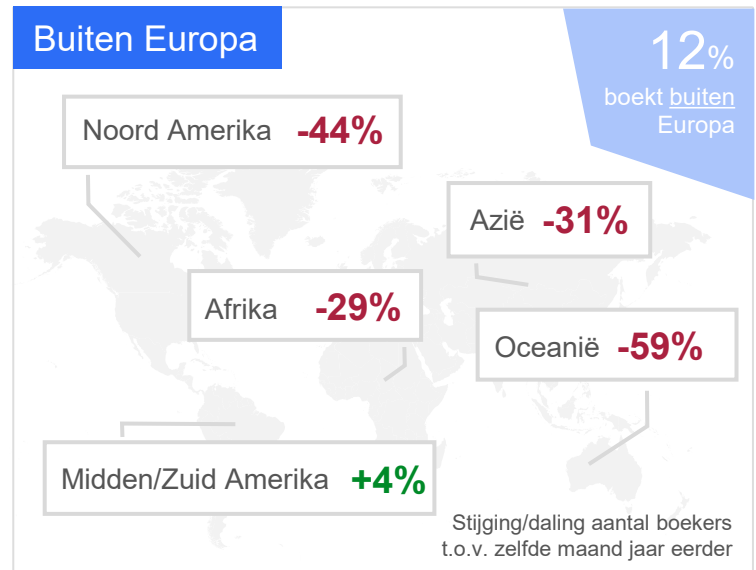 Buiten Europa
12%
boekt buiten
Europa
Noord Amerika -44%
Azië -31%
Afrika -29%
Oceanië -59%
Midden/Zuid Amerika +4%
Stijging/daling aantal boekers
t.o.v. zelfde maand jaar eerder